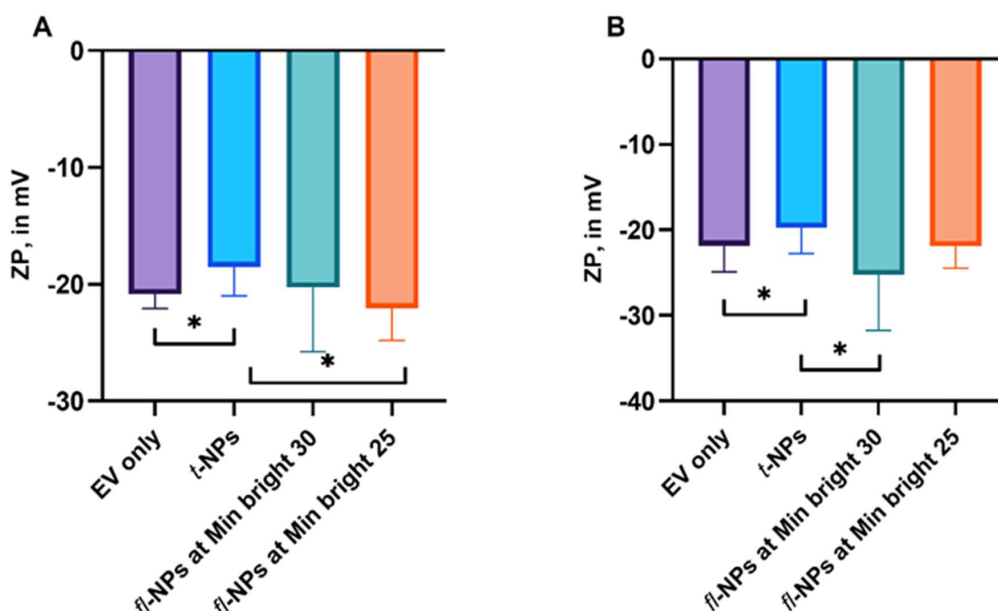 A
0
-10
-20
-30
ZP, in mV
*
*
EV only
t-NPs
fl-NPs at Min bright 30
fl-NPs at Min bright 25
B
0
-10
-20
-30
-40
ZP, in mV
*
*
EV only
t-NPs
fl-NPs at Min bright 30
fl-NPs at Min bright 25